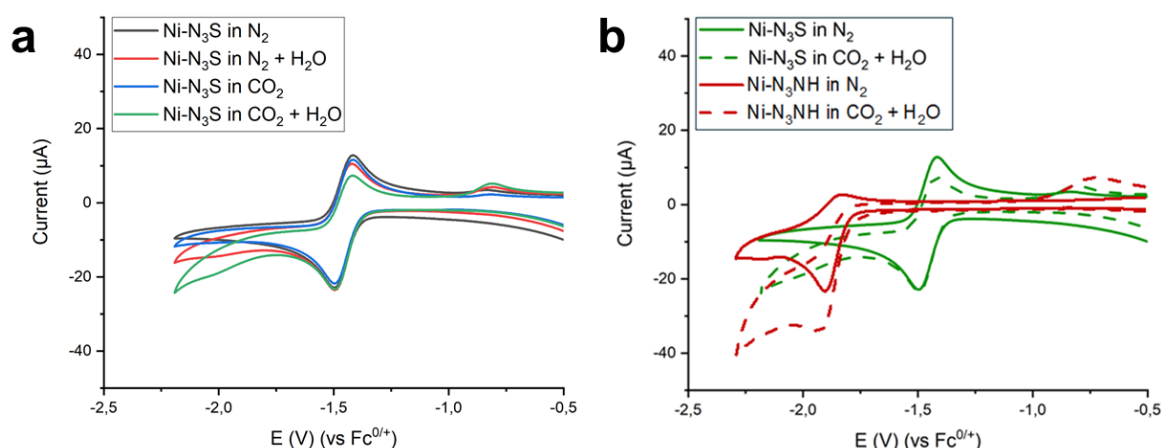 a
Ni-N₃S in N₂
Ni-N₃S in N₂ + H₂O
Ni-N₃S in CO₂
Ni-N₃S in CO₂ + H₂O
Current (µA)
40
20
0
-20
-40
-2,5
-2,0
-1,5
-1,0
-0,5
E (V) (vs Fc⁰/⁺)
b
Ni-N₃S in N₂
Ni-N₃S in CO₂ + H₂O
Ni-N₃NH in N₂
Ni-N₃NH in CO₂ + H₂O
Current (µA)
40
20
0
-20
-40
-2,5
-2,0
-1,5
-1,0
-0,5
E (V) (vs Fc⁰/⁺)